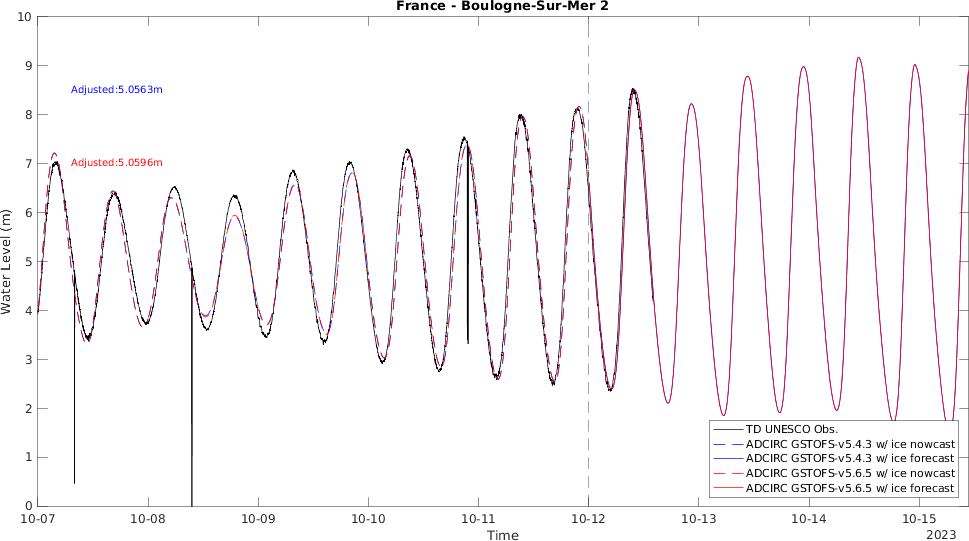 France - Boulogne-Sur-Mer 2
10
9
8
7
6
5
4
3
2
1
0
Water Level (m)
Adjusted:5.0563m
Adjusted:5.0596m
TD UNESCO Obs.
ADCIRC GSTOFS-v5.4.3 w/ ice nowcast
ADCIRC GSTOFS-v5.4.3 w/ ice forecast
ADCIRC GSTOFS-v5.6.5 w/ ice nowcast
ADCIRC GSTOFS-v5.6.5 w/ ice forecast
10-07 10-08 10-09 10-10 10-11 10-12 10-13 10-14 10-15
Time
2023